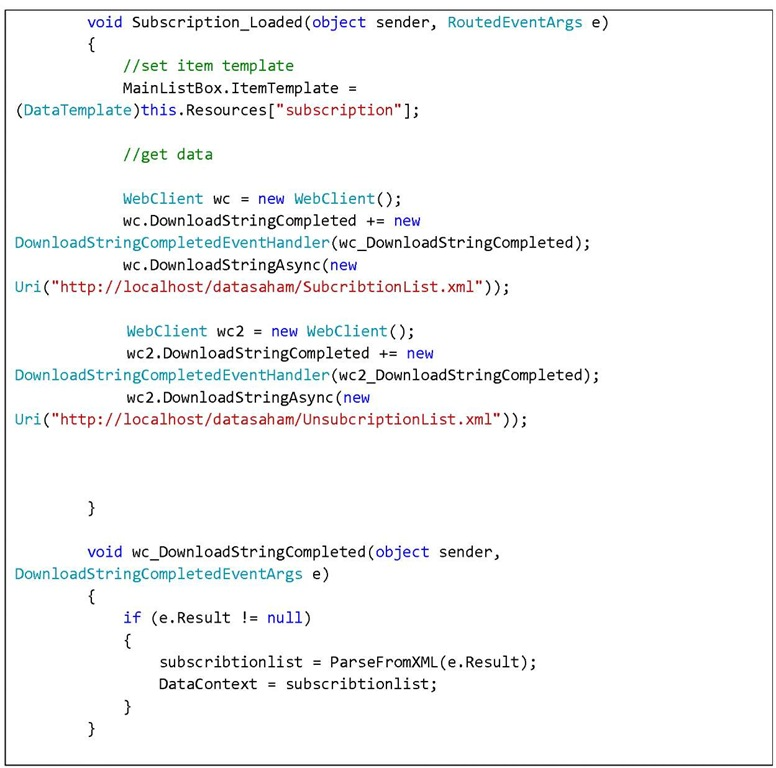 void Subscription_Loaded(object sender, RoutedEventArgs e)
{
//set item template
MainListBox.ItemTemplate =
(DataTemplate)this.Resources["subscription"];
//get data
WebClient wc = new WebClient();
wc.DownloadStringCompleted += new
DownloadStringCompletedEventHandler(wc_DownloadStringCompleted);
wc.DownloadStringAsync(new
Uri("http://localhost/datasaham/SubcribtionList.xml"));
WebClient wc2 = new WebClient();
wc2.DownloadStringCompleted += new
DownloadStringCompletedEventHandler(wc2_DownloadStringCompleted);
wc2.DownloadStringAsync(new
Uri("http://localhost/datasaham/UnsubcriptionList.xml"));
}
void wc_DownloadStringCompleted(object sender,
DownloadStringCompletedEventArgs e)
{
if (e.Result != null)
{
subscribtionlist = ParseFromXML(e.Result);
DataContext = subscribtionlist;
}
}